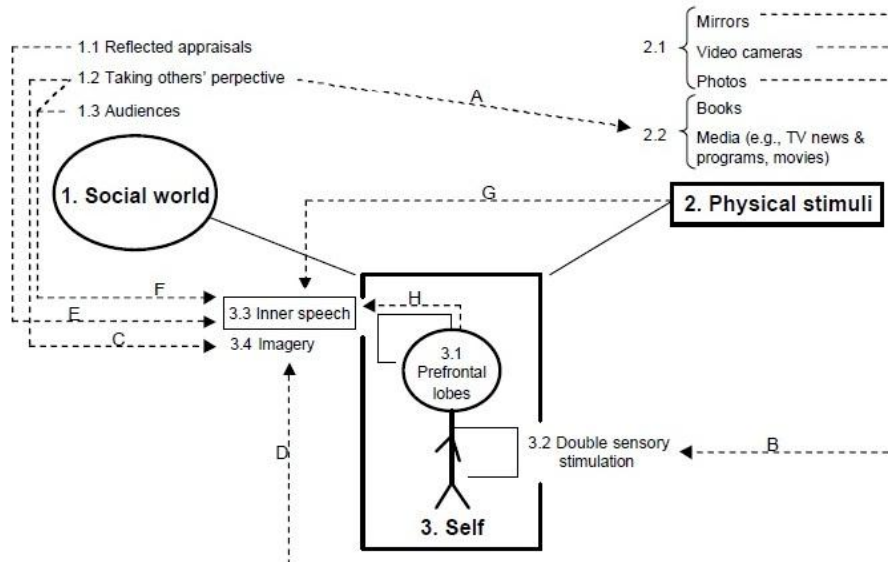 1.1 Reflected appraisals
1.2 Taking others' perpective
1.3 Audiences
A
2.1
Mirrors
Video cameras
Photos
2.2
Books
Media (e.g., TV news &
programs, movies)
1. Social world
G
2. Physical stimuli
F
E
C
3.3 Inner speech
3.4 Imagery
H
3.1
Prefrontal
lobes
D
3.2 Double sensory
stimulation
B
3. Self